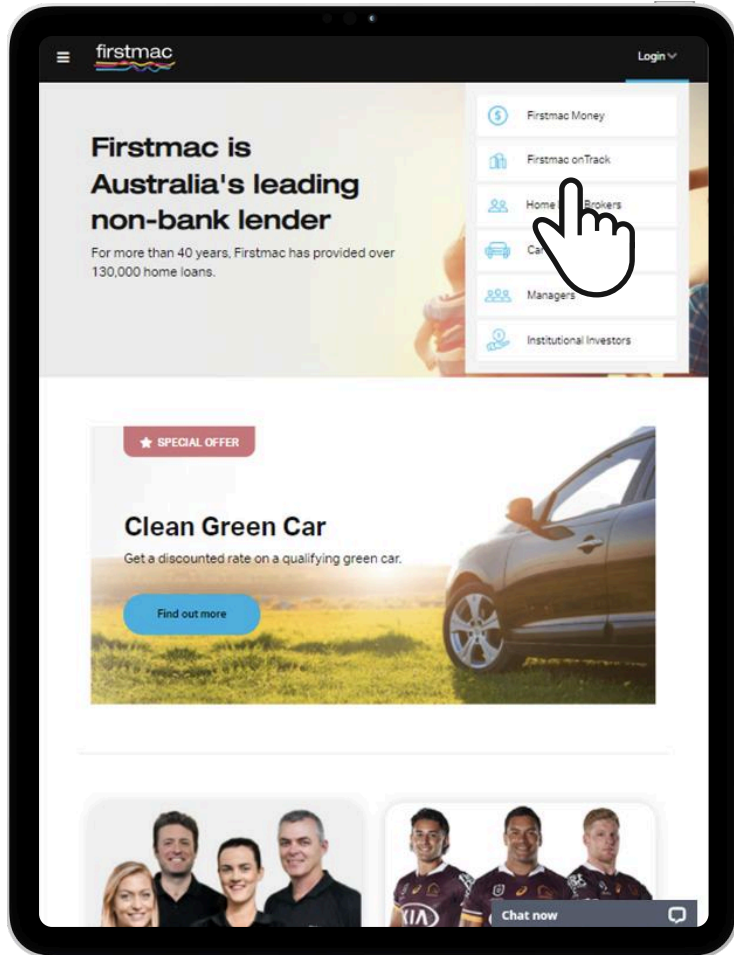 firstmac
Login
Firstmac Money
Firstmac onTrack
Home Brokers
Car
Managers
Institutional Investors
Firstmac is
Australia's leading
non-bank lender
For more than 40 years, Firstmac has provided over
130,000 home loans.
SPECIAL OFFER
Clean Green Car
Get a discounted rate on a qualifying green car.
Find out more
KIA
Chat now